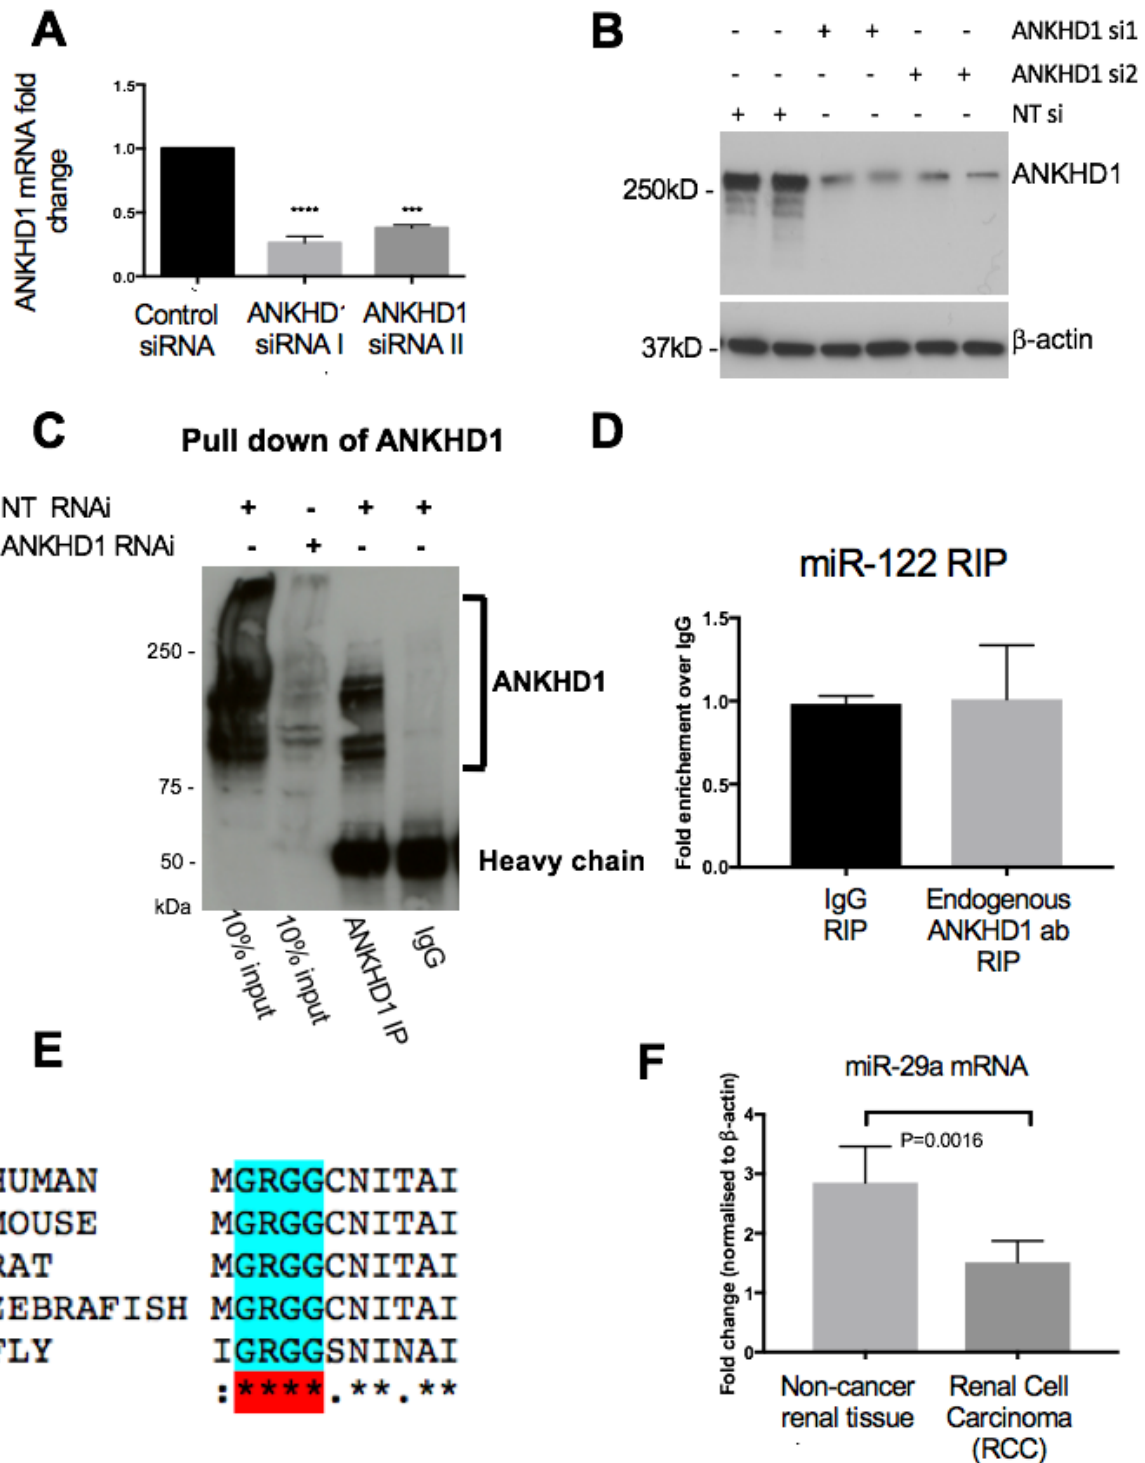 A
ANKHD1 mRNA fold
change
1.5
1.0
0.5
0.0
****
***
Control
siRNA
ANKHD1
siRNA I
ANKHD1
siRNA II
B
- - + + - - ANKHD1 si1
- - - - + + ANKHD1 si2
+ + - - - - NT si
250kD -
ANKHD1
37kD -
β-actin
C
Pull down of ANKHD1
NT RNAi + - + +
ANKHD1 RNAi - + - -
250 -
75 -
50 -
kDa
ANKHD1
Heavy chain
10% input
10% input
ANKHD1 IP
IgG
D
miR-122 RIP
Fold enrichement over IgG
1.5
1.0
0.5
0.0
IgG
RIP
Endogenous
ANKHD1 ab
RIP
E
HUMAN MGRGGCNITAI
MOUSE MGRGGCNITAI
RAT MGRGGCNITAI
ZEBRAFISH MGRGGCNITAI
FLY IGRGGSNINAI
:****.**.**
F
miR-29a mRNA
Fold change (normalised to β-actin)
4
3
2
1
0
P=0.0016
Non-cancer
renal tissue
Renal Cell
Carcinoma
(RCC)